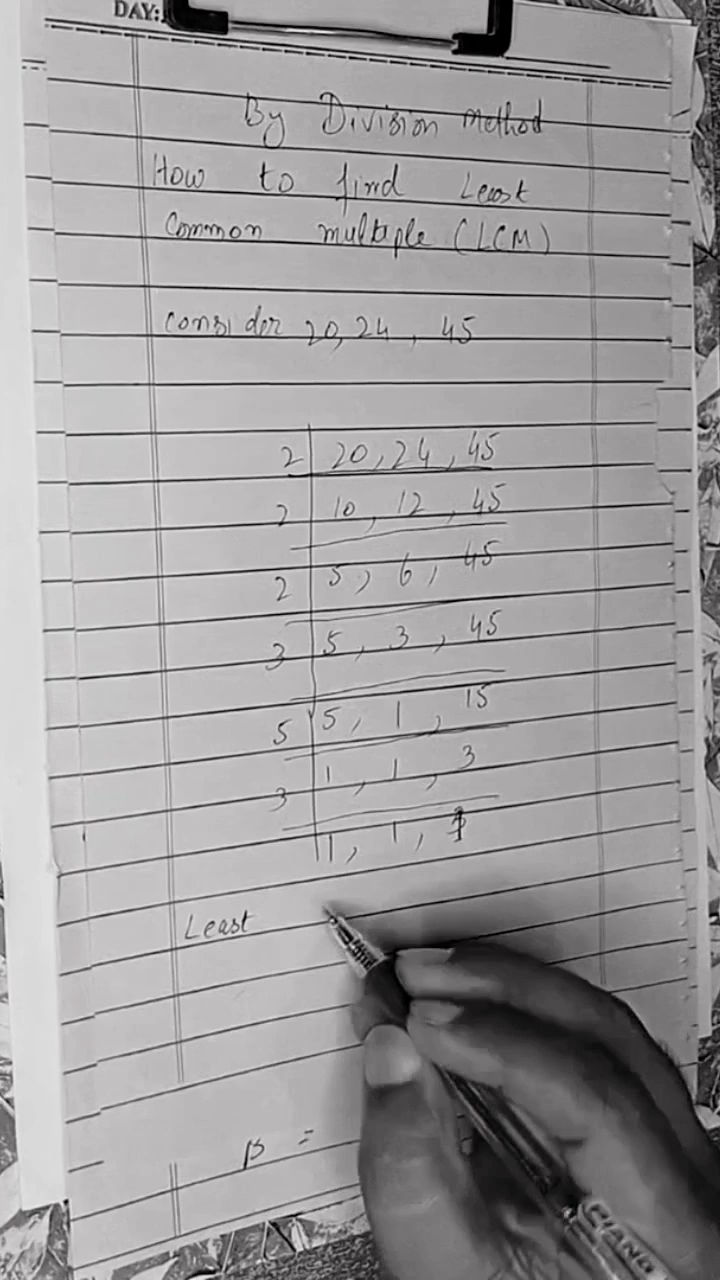 DAY:
By Division method
How to find Least
Common multiple (LCM)
Consider 20, 24, 45
2 | 20, 24, 45
2 | 10, 12, 45
2 | 5, 6, 45
3 | 5, 3, 45
5 | 5, 1, 15
3 | 1, 1, 3
1, 1, 1
Least